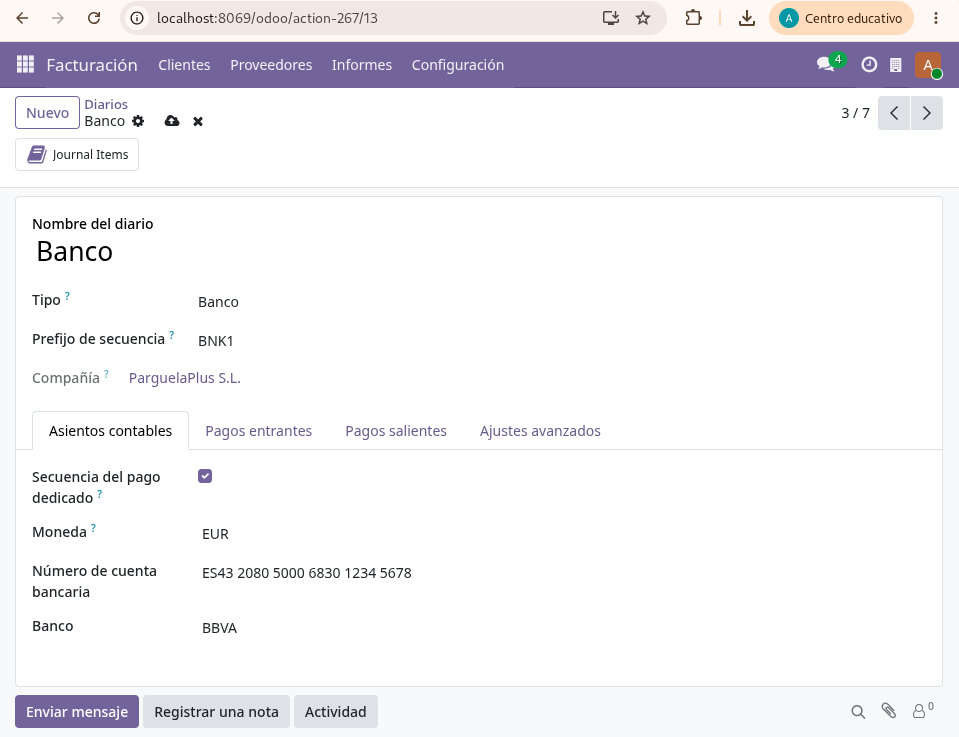 localhost:8069/odoo/action-267/13
A Centro educativo
Facturación Clientes Proveedores Informes Configuración 4 A
Nuevo Diarios
Banco
3 / 7
Journal Items
Nombre del diario
Banco
Tipo ? Banco
Prefijo de secuencia ? BNK1
Compañía ? ParguelaPlus S.L.
Asientos contables Pagos entrantes Pagos salientes Ajustes avanzados
Secuencia del pago
dedicado ?
Moneda ? EUR
Número de cuenta ES43 2080 5000 6830 1234 5678
bancaria
Banco BBVA
Enviar mensaje Registrar una nota Actividad 0